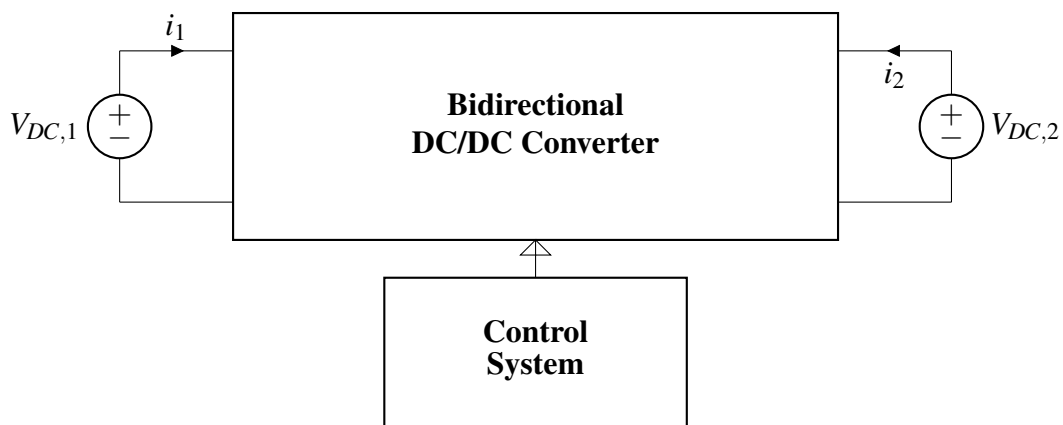 i1
i2
VDC,1
+
−
Bidirectional
DC/DC Converter
+
−
VDC,2
Control
System